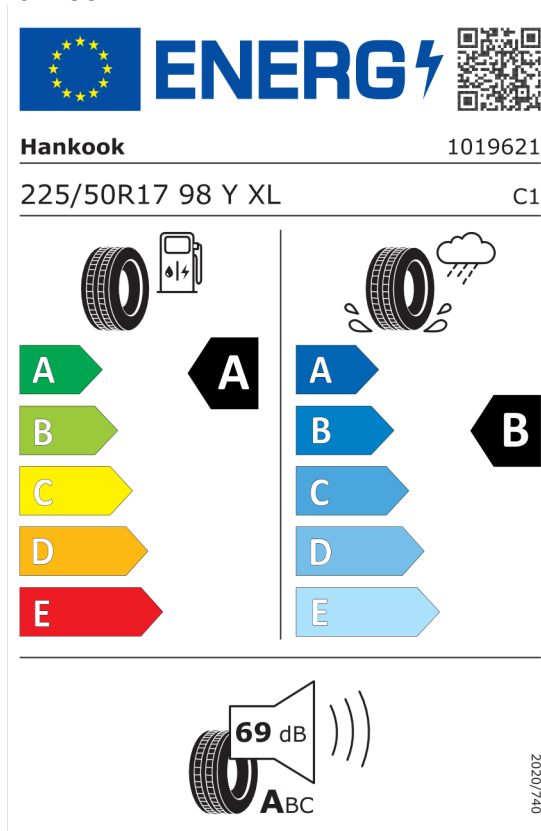 ENERG
Hankook 1019621
225/50R17 98 Y XL C1
A A A
B B B
C C
D D
E E
69 dB
ABC
2020/740